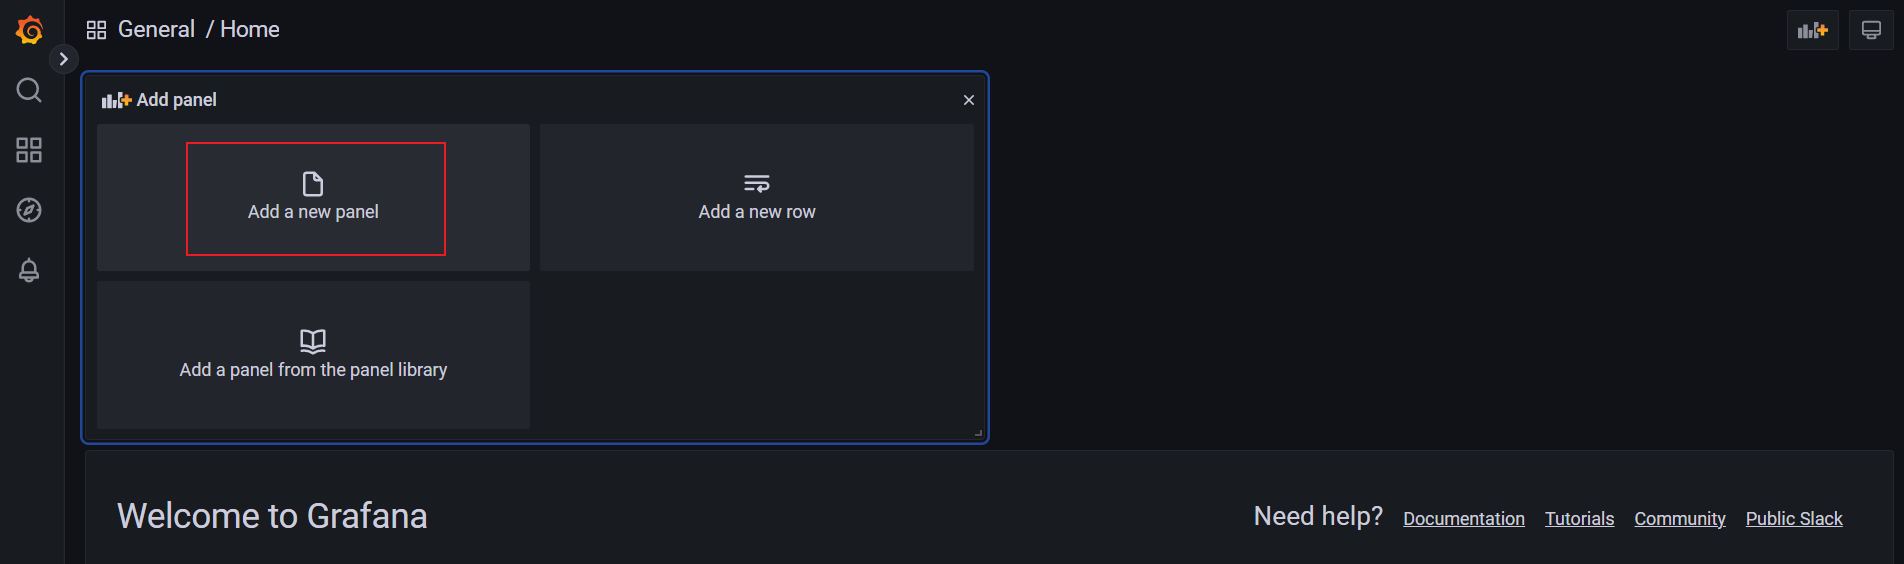 General / Home
Add panel
Add a new panel
Add a new row
Add a panel from the panel library
Welcome to Grafana
Need help? Documentation Tutorials Community Public Slack